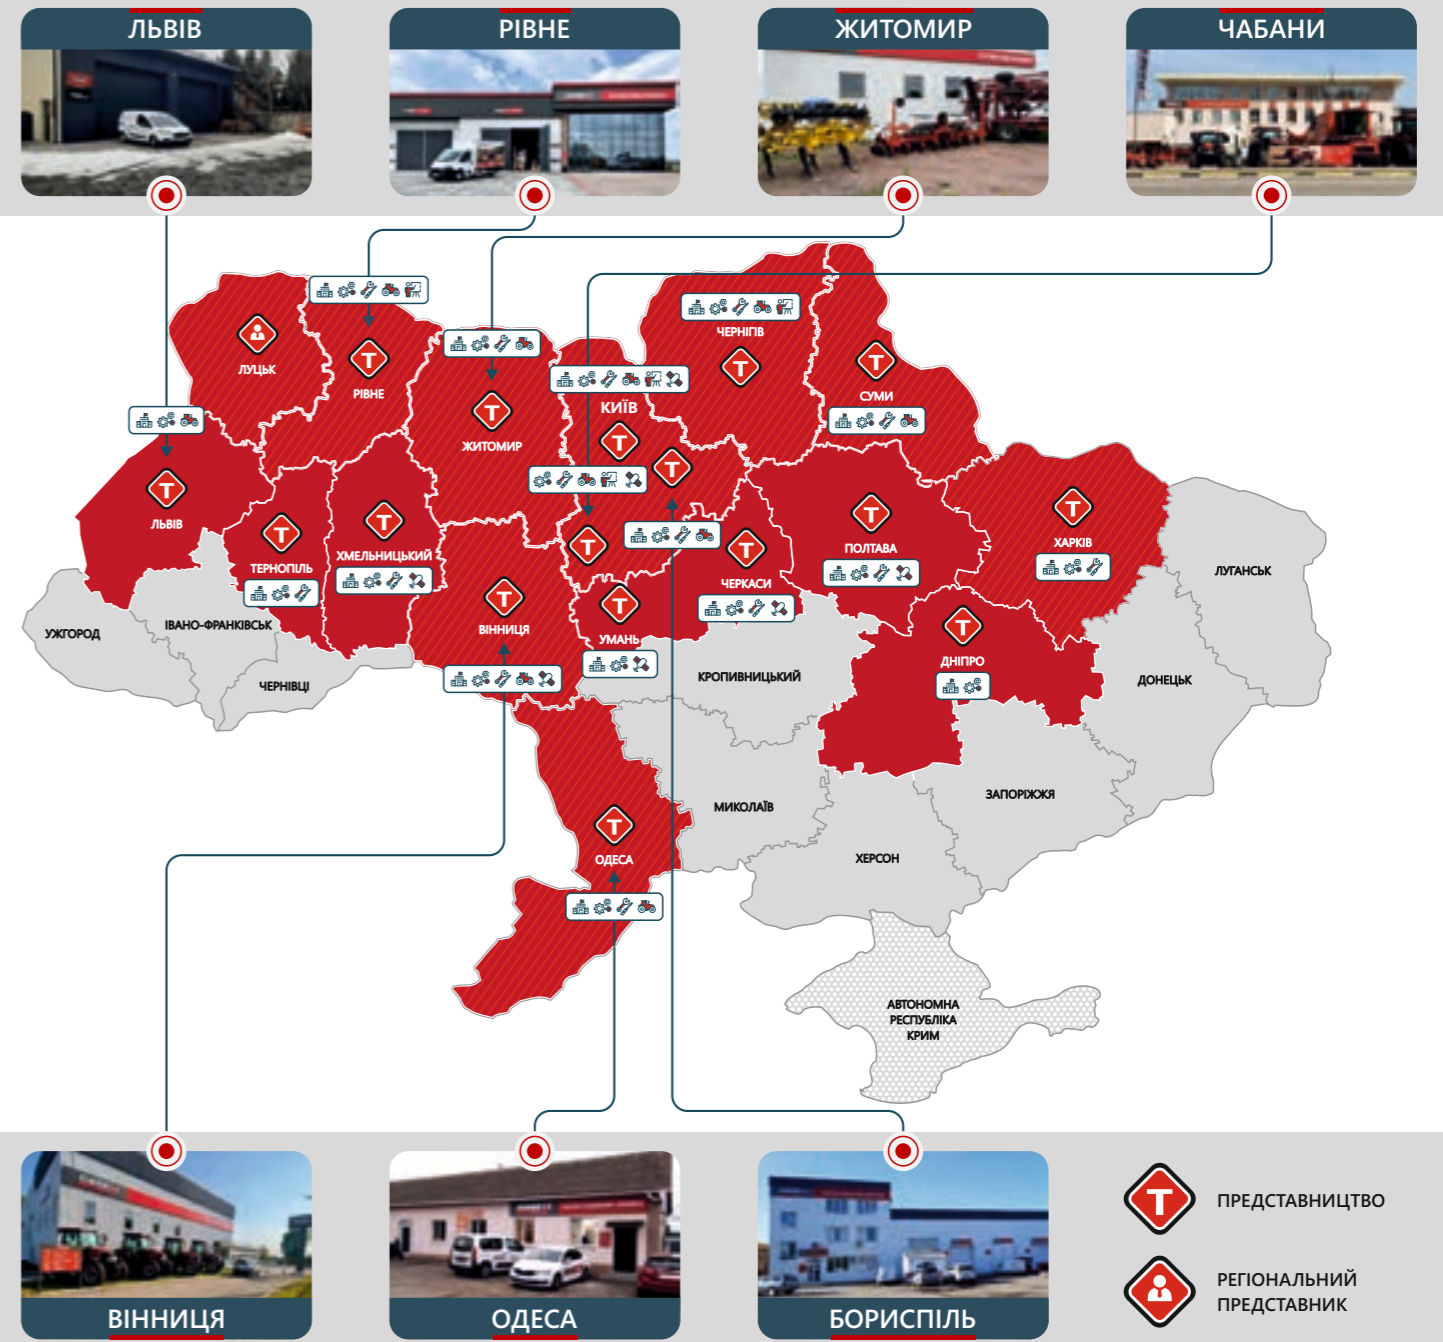 ЛЬВІВ
РІВНЕ
ЖИТОМИР
ЧАБАНИ
ЧЕРНІГІВ
ЛУЦЬК
РІВНЕ
СУМИ
КИЇВ
ЖИТОМИР
ЛЬВІВ
ХАРКІВ
ПОЛТАВА
ХМЕЛЬНИЦЬКИЙ
ТЕРНОПІЛЬ
ЛУГАНСЬК
ЧЕРКАСИ
ІВАНО-ФРАНКІВСЬК
ВІННИЦЯ
УЖГОРОД
УМАНЬ
ДНІПРО
КРОПИВНИЦЬКИЙ
ДОНЕЦЬК
ЧЕРНІВЦІ
ЗАПОРІЖЖЯ
МИКОЛАЇВ
ХЕРСОН
ОДЕСА
АВТОНОМНА
РЕСПУБЛІКА
КРИМ
ПРЕДСТАВНИЦТВО
РЕГІОНАЛЬНИЙ
ПРЕДСТАВНИК
ВІННИЦЯ
ОДЕСА
БОРИСПІЛЬ